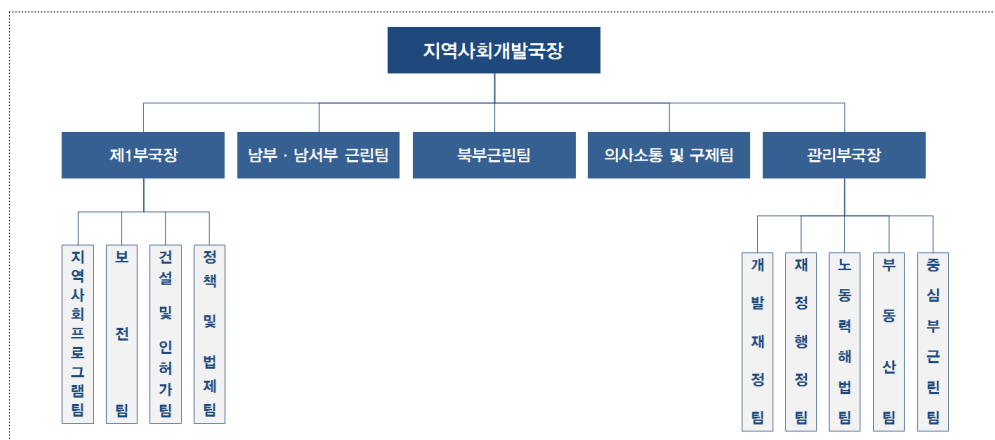 지역사회개발국장
제1부국장
남부 · 남서부 근린팀
북부근린팀
의사소통 및 구제팀
관리부국장
지역사회프로그램팀
보전팀
건설 및 인허가팀
정책 및 법제팀
개발재정팀
재정행정팀
노동력해법팀
부동산팀
중심부근린팀